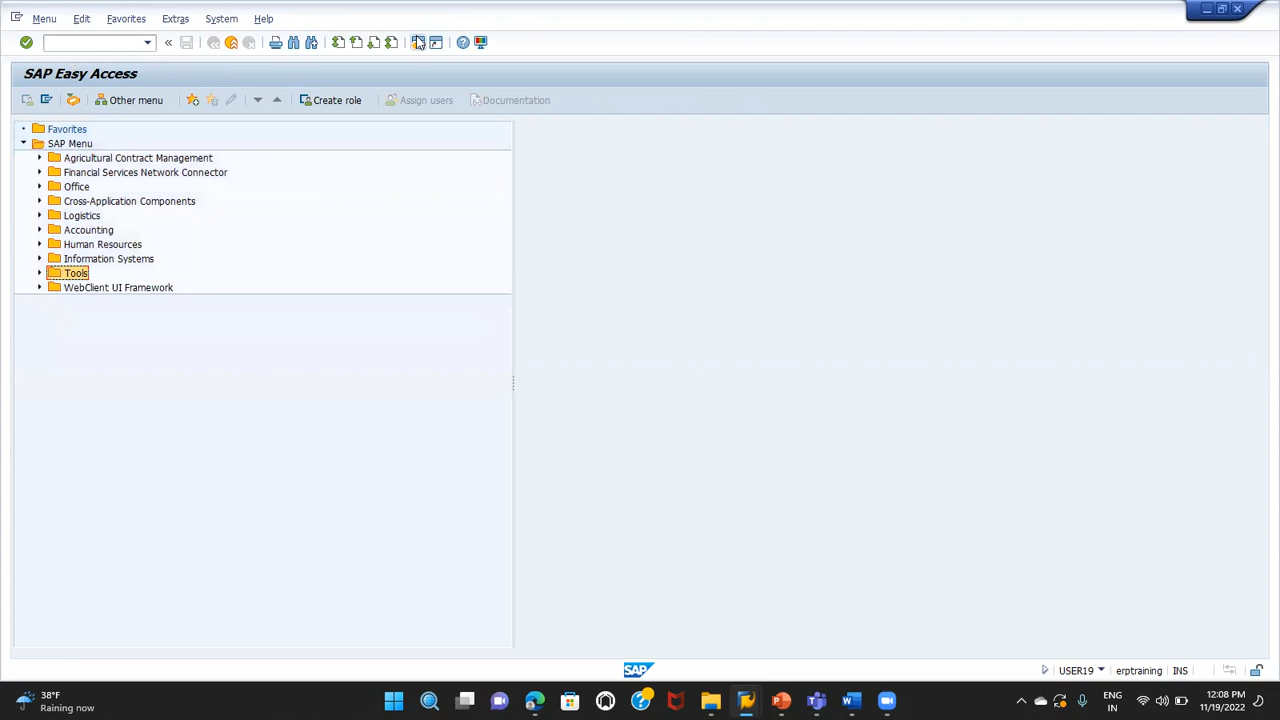 Menu Edit Favorites Extras System Help
SAP Easy Access
Other menu Create role Assign users Documentation
Favorites
SAP Menu
Agricultural Contract Management
Financial Services Network Connector
Office
Cross-Application Components
Logistics
Accounting
Human Resources
Information Systems
Tools
WebClient UI Framework
SAP USER19 erptraining INS
38°F
Raining now
ENG
IN
12:08 PM
11/19/2022